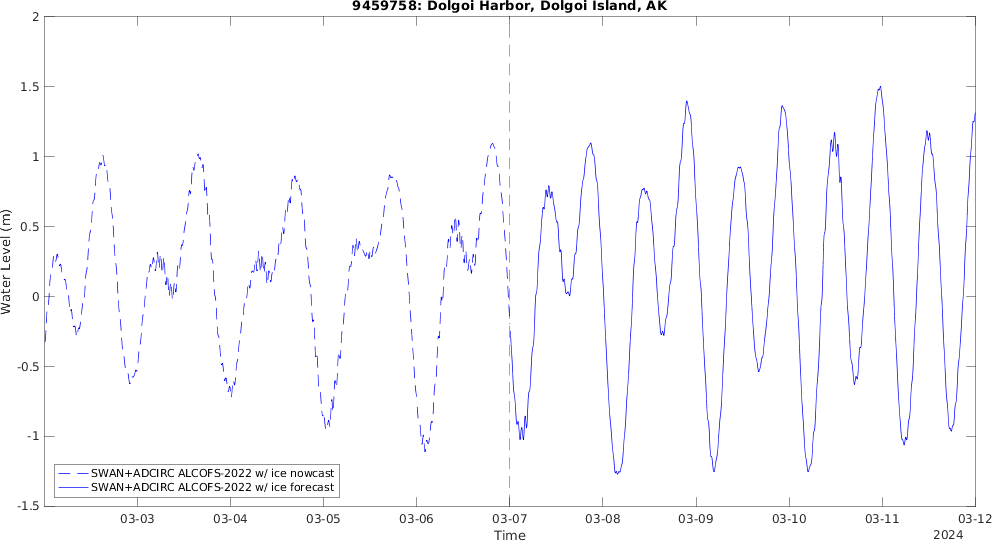 9459758: Dolgoi Harbor, Dolgoi Island, AK
2
1.5
1
0.5
0
-0.5
-1
-1.5
Water Level (m)
SWAN+ADCIRC ALCOFS-2022 w/ ice nowcast
SWAN+ADCIRC ALCOFS-2022 w/ ice forecast
03-03 03-04 03-05 03-06 03-07 03-08 03-09 03-10 03-11 03-12
Time
2024